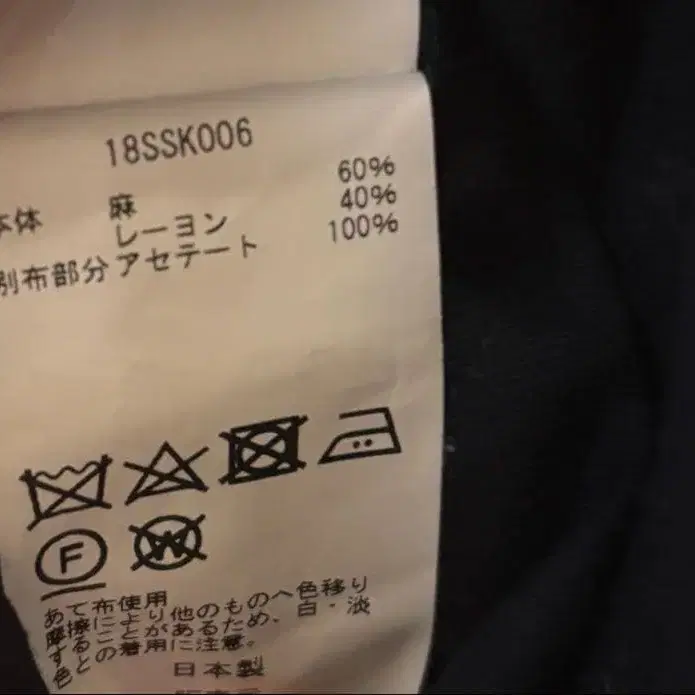 18SSK006
本体 麻 60%
レーヨン 40%
別布部分 アセテート 100%
F W
あて布使用
摩擦により他のものへ色移り
することがあるため、白・淡
色との着用に注意。
日本製